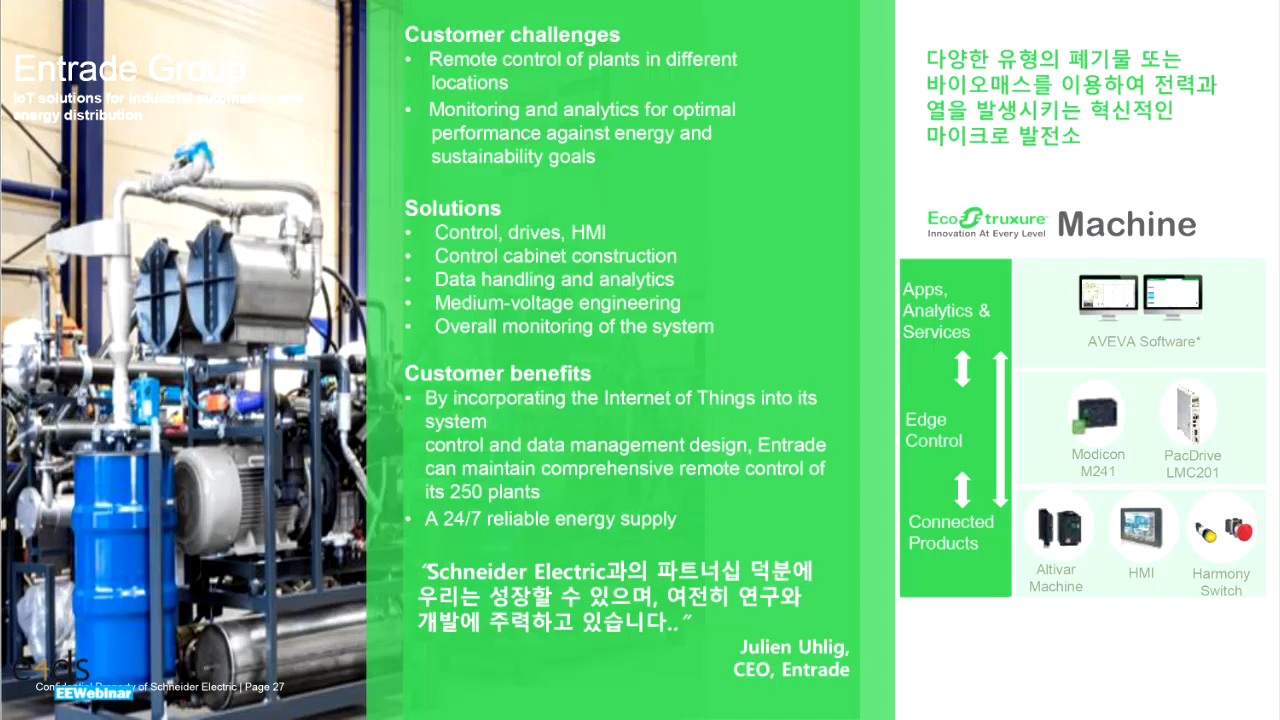 Entrade Group
IoT solutions for industrial automation and
energy distribution
Customer challenges
• Remote control of plants in different
locations
• Monitoring and analytics for optimal
performance against energy and
sustainability goals
Solutions
• Control, drives, HMI
• Control cabinet construction
• Data handling and analytics
• Medium-voltage engineering
• Overall monitoring of the system
Customer benefits
• By incorporating the Internet of Things into its
system
control and data management design, Entrade
can maintain comprehensive remote control of
its 250 plants
• A 24/7 reliable energy supply
“Schneider Electric과의 파트너십 덕분에
우리는 성장할 수 있으며, 여전히 연구와
개발에 주력하고 있습니다..”
Julien Uhlig,
CEO, Entrade
다양한 유형의 폐기물 또는
바이오매스를 이용하여 전력과
열을 발생시키는 혁신적인
마이크로 발전소
EcoStruxure™
Innovation At Every Level
Machine
Apps,
Analytics &
Services
AVEVA Software*
Edge
Control
Modicon
M241
PacDrive
LMC201
Connected
Products
Altivar
Machine
HMI
Harmony
Switch
e4ds
EEWebinar
Confidential Property of Schneider Electric | Page 27